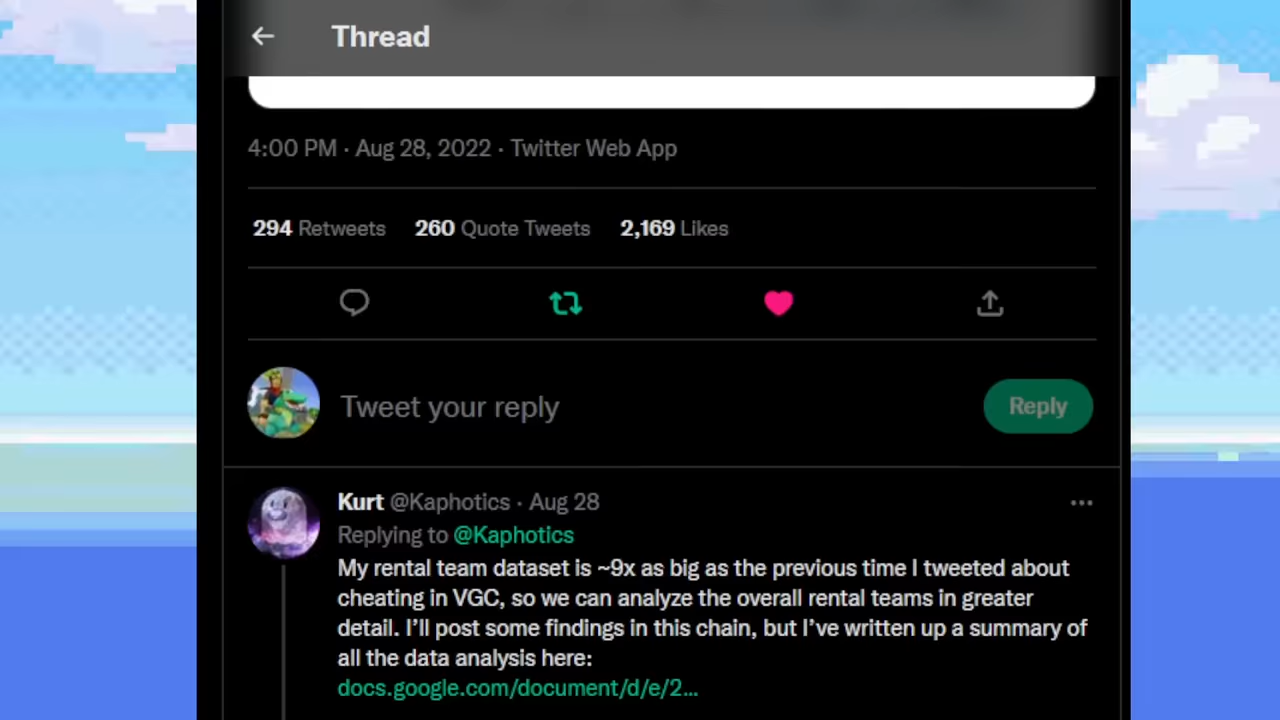 Thread
4:00 PM · Aug 28, 2022 · Twitter Web App
294 Retweets 260 Quote Tweets 2,169 Likes
Tweet your reply
Reply
Kurt @Kaphotics · Aug 28
Replying to @Kaphotics
My rental team dataset is ~9x as big as the previous time I tweeted about
cheating in VGC, so we can analyze the overall rental teams in greater
detail. I’ll post some findings in this chain, but I’ve written up a summary of
all the data analysis here:
docs.google.com/document/d/e/2…